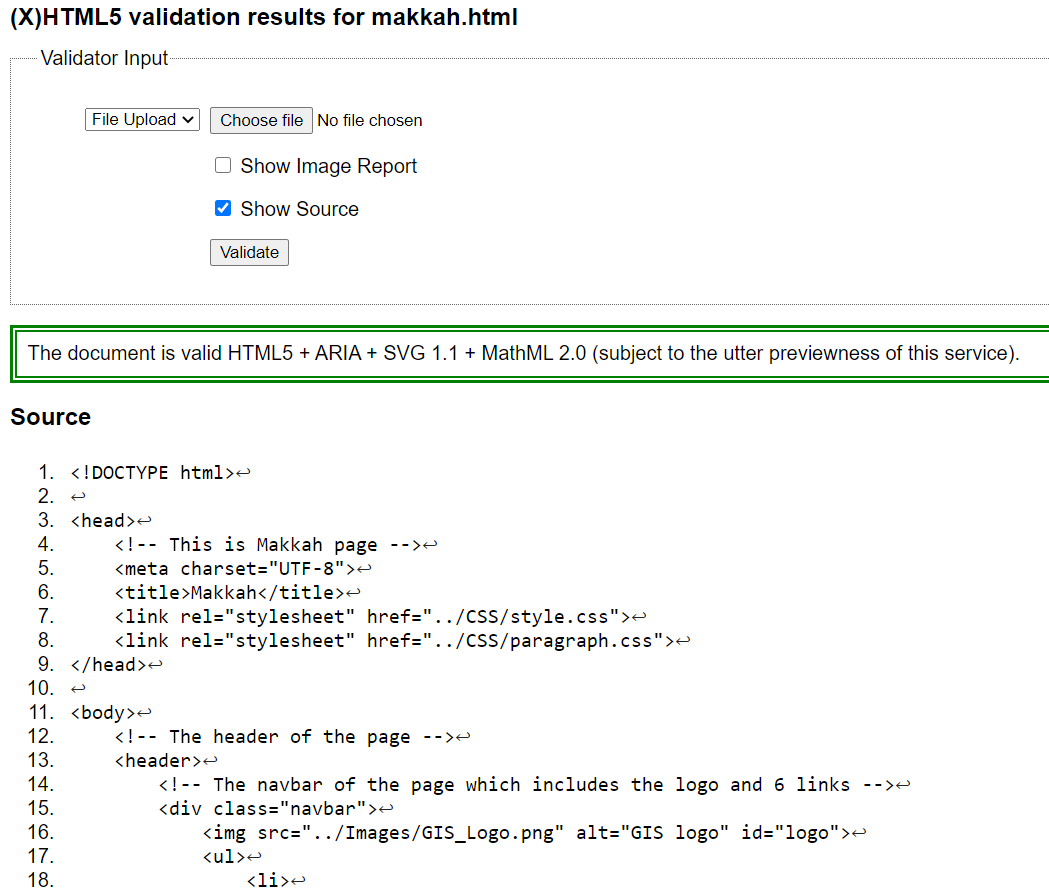 (X)HTML5 validation results for makkah.html
Validator Input
File Upload Choose file No file chosen
Show Image Report
Show Source
Validate
The document is valid HTML5 + ARIA + SVG 1.1 + MathML 2.0 (subject to the utter previewness of this service).
Source
1. <!DOCTYPE html>↩
2. ↩
3. <head>↩
4.     <!-- This is Makkah page -->↩
5.     <meta charset="UTF-8">↩
6.     <title>Makkah</title>↩
7.     <link rel="stylesheet" href="../CSS/style.css">↩
8.     <link rel="stylesheet" href="../CSS/paragraph.css">↩
9. </head>↩
10. ↩
11. <body>↩
12.     <!-- The header of the page -->↩
13.     <header>↩
14.         <!-- The navbar of the page which includes the logo and 6 links -->↩
15.         <div class="navbar">↩
16.             <img src="../Images/GIS_Logo.png" alt="GIS logo" id="logo">↩
17.             <ul>↩
18.                 <li>↩